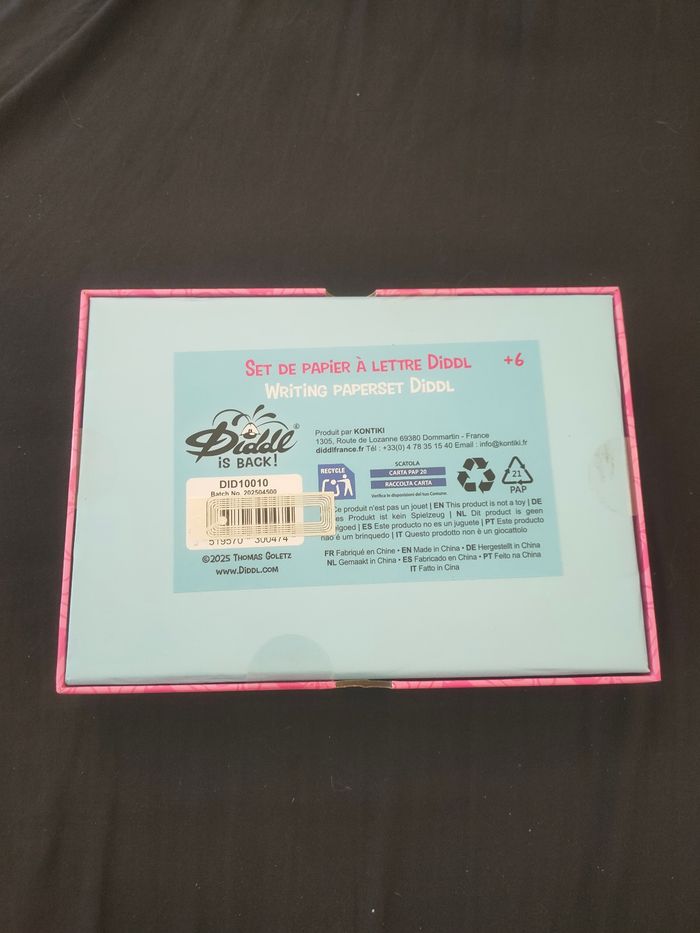 SET DE PAPIER À LETTRE DIDDL +6
WRITING PAPERSET DIDDL
Diddl®
IS BACK!
Produit par KONTIKI
1305, Route de Lozanne 69380 Dommartin - France
diddlfrance.fr Tél : +33(0) 4 78 35 15 40 Email : info@kontiki.fr
RECYCLE
SCATOLA
CARTA PAP 20
RACCOLTA CARTA
Verifica le disposizioni del tuo Comune.
21
PAP
DID10010
Batch No. 202504500
519570 300474
©2025 THOMAS GOLETZ
WWW.DIDDL.COM
Ce produit n'est pas un jouet | EN This product is not a toy | DE
es Produkt ist kein Spielzeug | NL Dit product is geen
elgoed | ES Este producto no es un juguete | PT Este producto
não é um brinquedo | IT Questo prodotto non è un giocattolo
FR Fabriqué en Chine • EN Made in China • DE Hergestellt in China
NL Gemaakt in China • ES Fabricado en China • PT Feito na China
IT Fatto in Cina